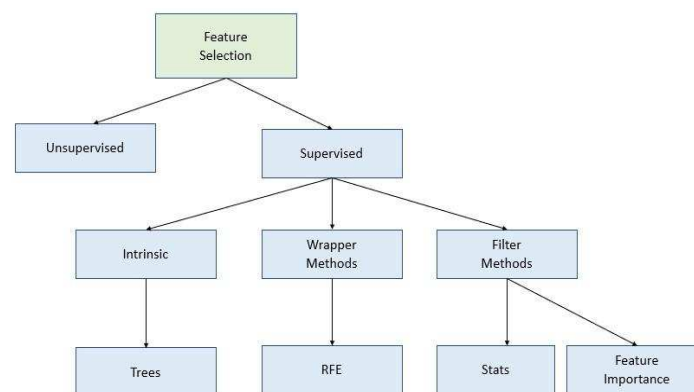 Feature
Selection
Unsupervised
Supervised
Intrinsic
Wrapper
Methods
Filter
Methods
Trees
RFE
Stats
Feature
Importance